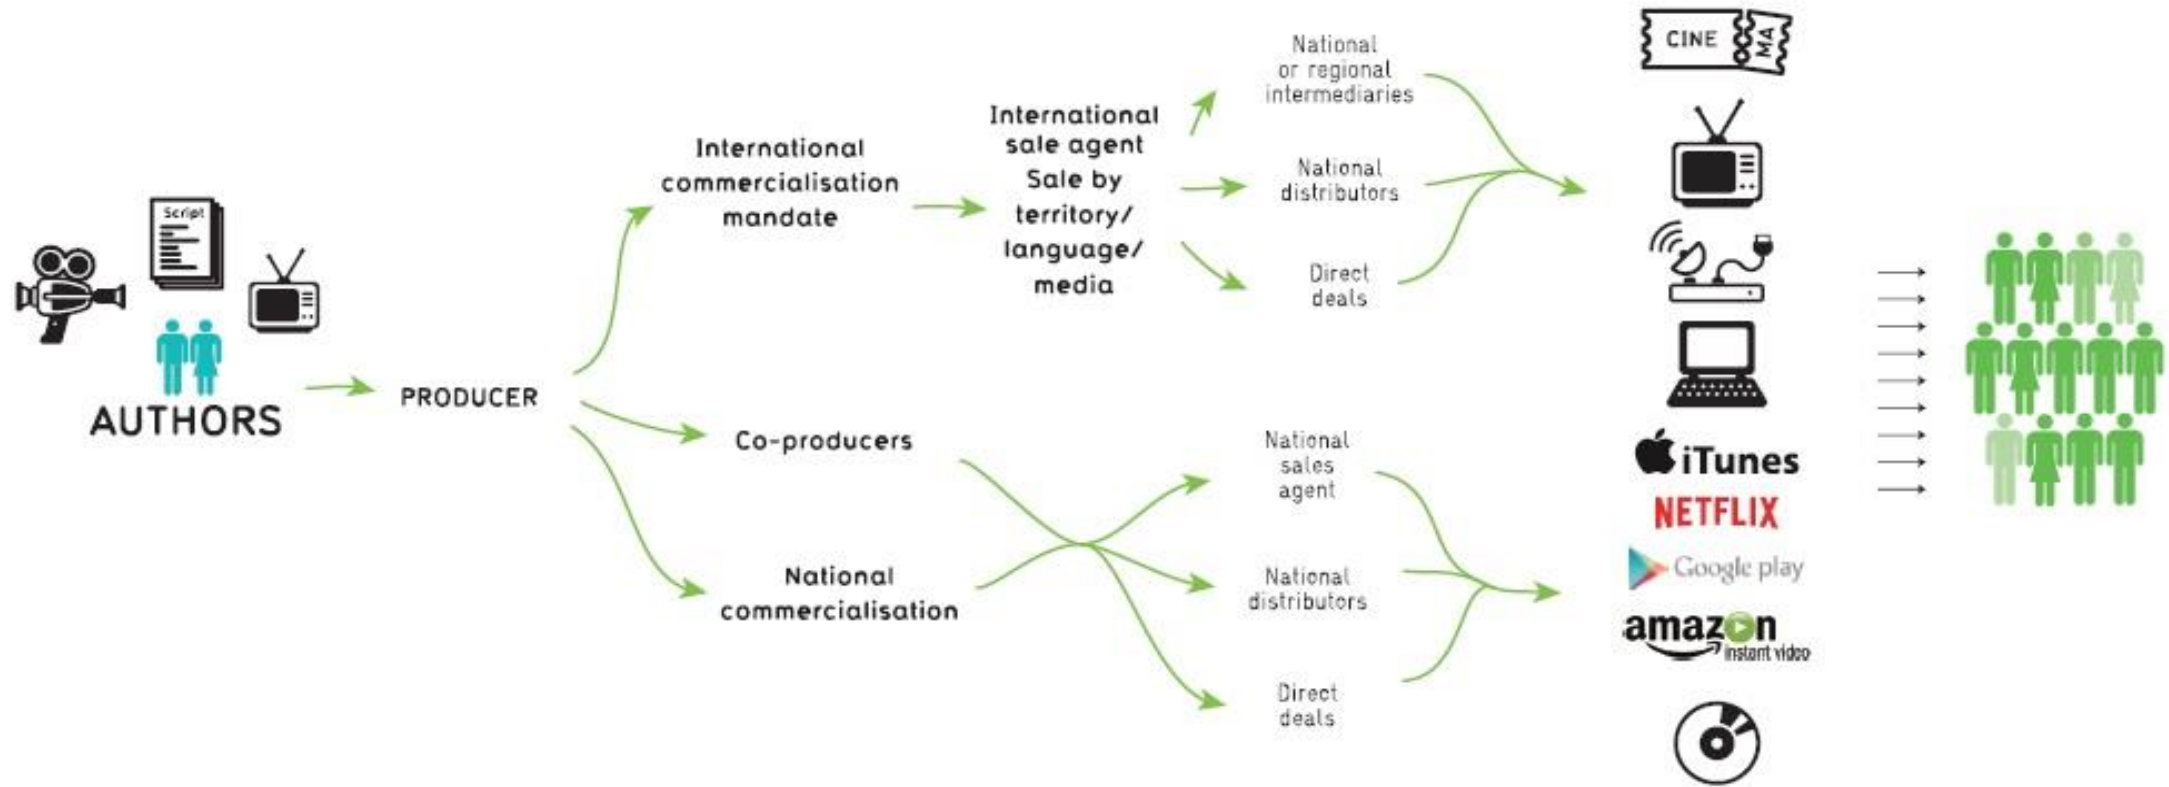 Script
AUTHORS
PRODUCER
International
commercialisation
mandate
Co-producers
National
commercialisation
International
sale agent
Sale by
territory/
language/
media
National
or regional
intermediaries
National
distributors
Direct
deals
National
sales
agent
National
distributors
Direct
deals
CINE MA
iTunes
NETFLIX
Google play
amazon
instant video